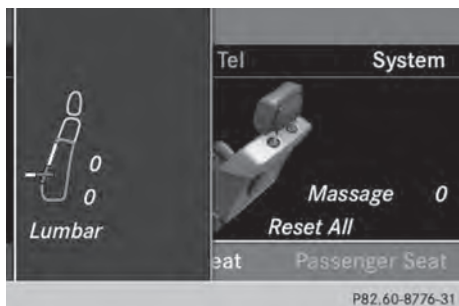 Tel System
0
0
Lumbar
Massage 0
Reset All
eat Passenger Seat
P82.60-8776-31